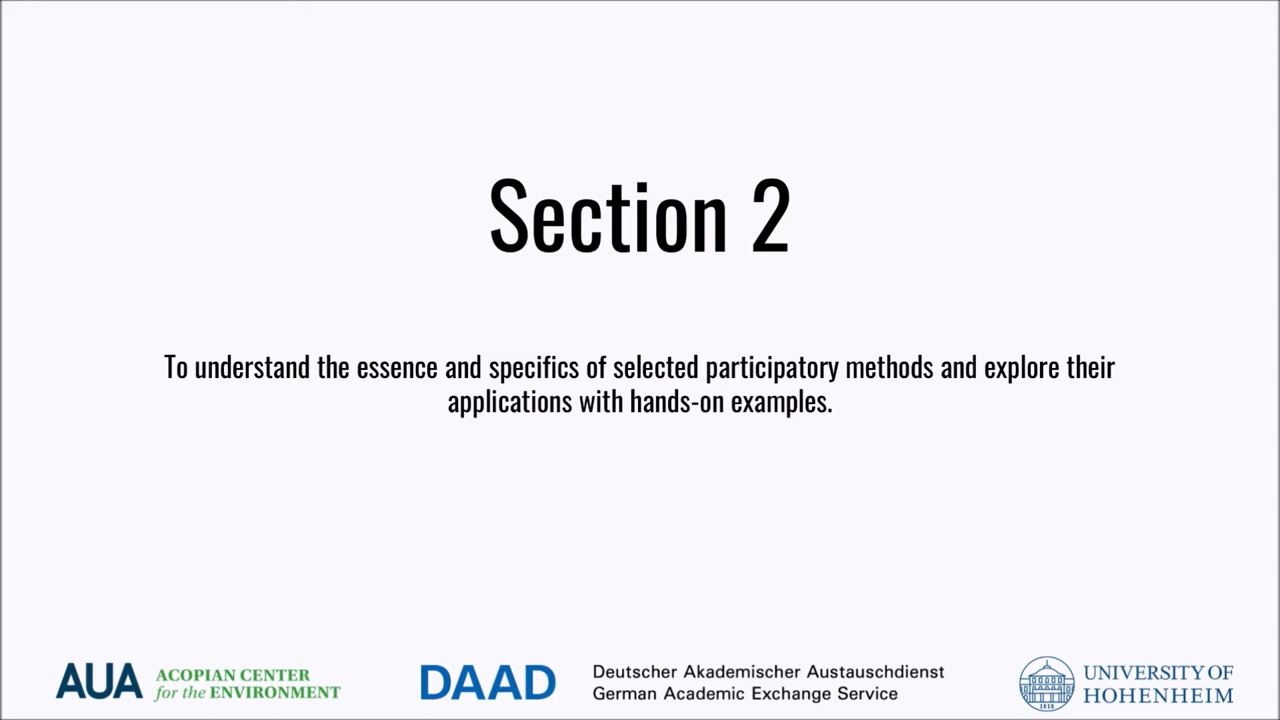 Section 2
To understand the essence and specifics of selected participatory methods and explore their
applications with hands-on examples.
AUA ACOPIAN CENTER
for the ENVIRONMENT
DAAD
Deutscher Akademischer Austauschdienst
German Academic Exchange Service
1818
UNIVERSITY OF
HOHENHEIM